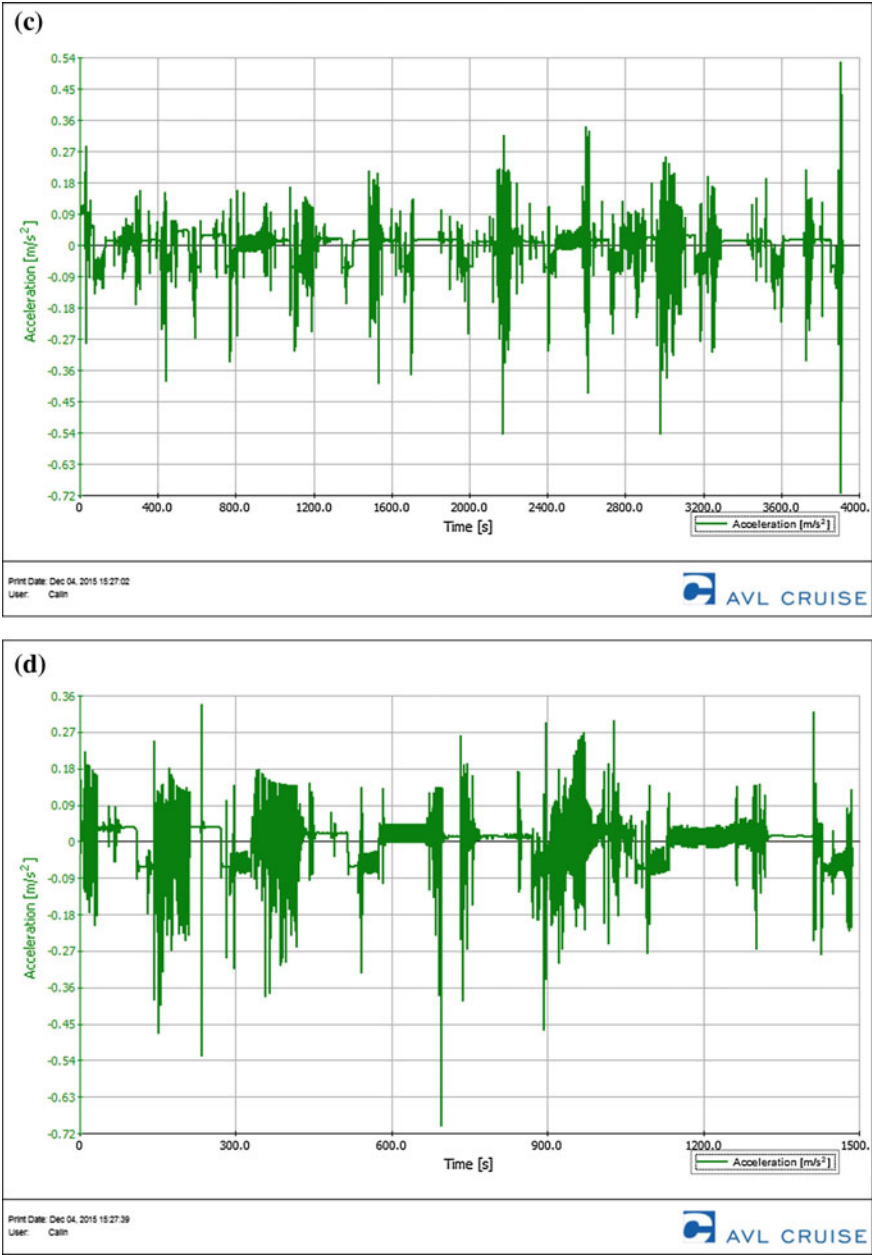 (c)
0.54
0.45
0.36
0.27
0.18
0.09
0
-0.09
-0.18
-0.27
-0.36
-0.45
-0.54
-0.63
-0.72
Acceleration [m/s²]
0 400.0 800.0 1200.0 1600.0 2000.0 2400.0 2800.0 3200.0 3600.0 4000.
Time [s]
Acceleration [m/s²]
Print Date: Dec 04, 2015 15:27:02
User: Calin
AVL CRUISE
(d)
0.36
0.27
0.18
0.09
0
-0.09
-0.18
-0.27
-0.36
-0.45
-0.54
-0.63
-0.72
Acceleration [m/s²]
0 300.0 600.0 900.0 1200.0 1500.
Time [s]
Acceleration [m/s²]
Print Date: Dec 04, 2015 15:27:39
User: Calin
AVL CRUISE